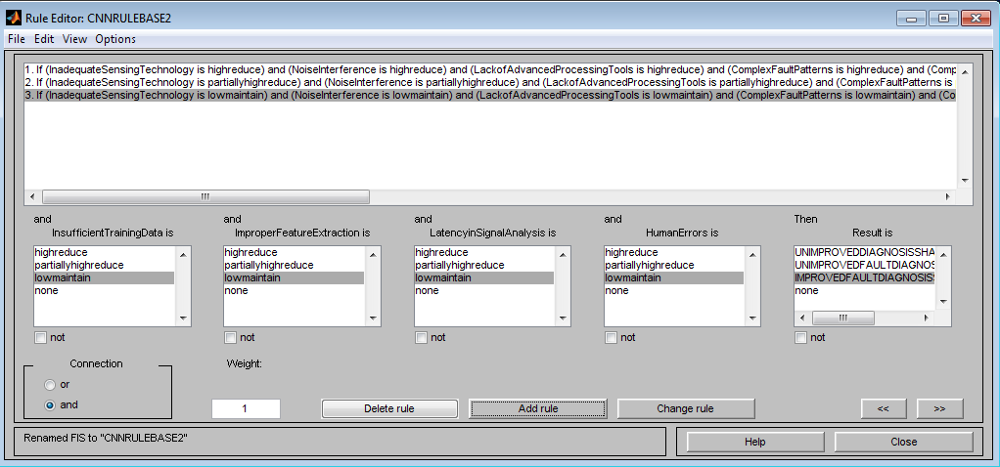 Rule Editor: CNNRULEBASE2
File Edit View Options
1. If (InadequateSensingTechnology is highreduce) and (NoiseInterference is highreduce) and (LackofAdvancedProcessingTools is highreduce) and (ComplexFaultPatterns is highreduce) and (Comp
2. If (InadequateSensingTechnology is partiallyhighreduce) and (NoiseInterference is partiallyhighreduce) and (LackofAdvancedProcessingTools is partiallyhighreduce) and (ComplexFaultPatterns is
3. If (InadequateSensingTechnology is lowmaintain) and (NoiseInterference is lowmaintain) and (LackofAdvancedProcessingTools is lowmaintain) and (ComplexFaultPatterns is lowmaintain) and (Co
and and and and Then
InsufficientTrainingData is ImproperFeatureExtraction is LatencyinSignalAnalysis is HumanErrors is Result is
highreduce highreduce highreduce highreduce UNIMPROVEDDIAGNOSISSHA
partiallyhighreduce partiallyhighreduce partiallyhighreduce partiallyhighreduce UNIMPROVEDFAULTDIAGNOS
lowmaintain lowmaintain lowmaintain lowmaintain IMPROVEDFAULTDIAGNOSISS
none none none none none
not not not not not
Connection Weight:
or
and 1 Delete rule Add rule Change rule << >>
Renamed FIS to "CNNRULEBASE2" Help Close